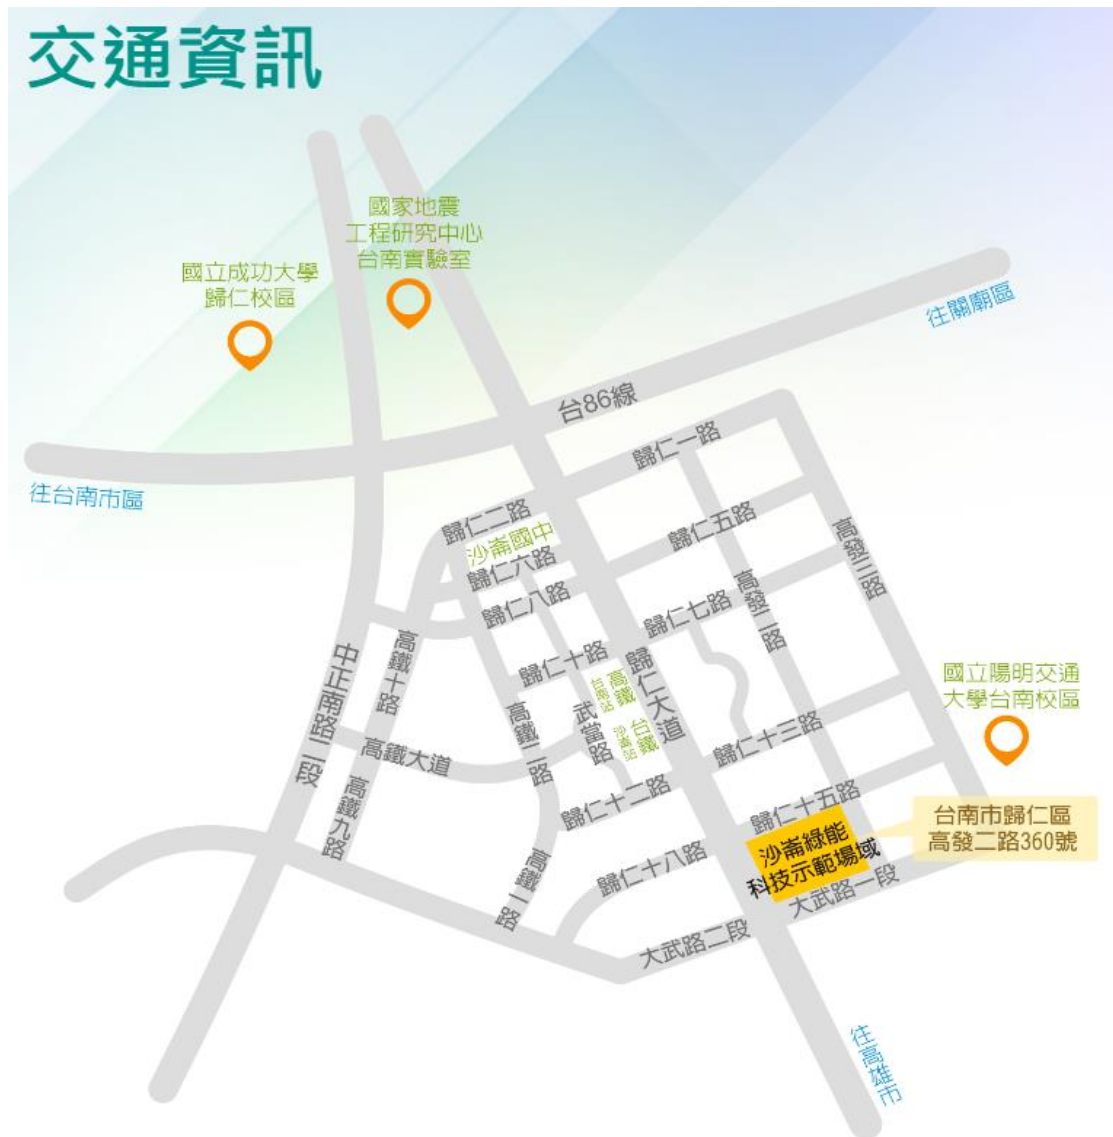 交通資訊
國家地震
工程研究中心
台南實驗室
國立成功大學
歸仁校區
往關廟區
台86線
往台南市區
歸仁一路
歸仁二路
沙崙國中
歸仁五路
歸仁六路
歸仁八路
高發三路
歸仁七路
高發二路
歸仁十路
高鐵十路
中正南路二段
歸仁大道
高鐵
台南站
台鐵
沙崙站
武當路
高鐵二路
國立陽明交通
大學台南校區
歸仁十三路
高鐵大道
歸仁十二路
高鐵九路
歸仁十五路
台南市歸仁區
高發二路360號
沙崙綠能
科技示範場域
歸仁十八路
高鐵一路
大武路一段
大武路二段
往高雄市